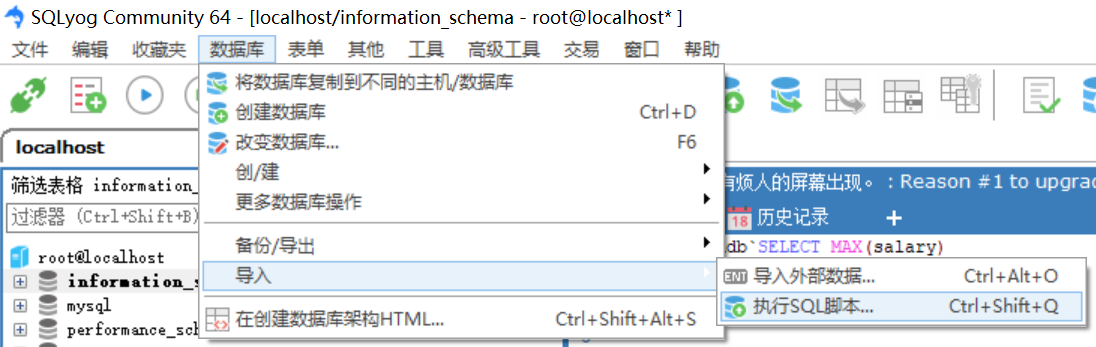 SQLyog Community 64 - [localhost/information_schema - root@localhost* ]
文件 编辑 收藏夹 数据库 表单 其他 工具 高级工具 交易 窗口 帮助
将数据库复制到不同的主机/数据库
创建数据库 Ctrl+D
改变数据库... F6
创/建
更多数据库操作
备份/导出
导入
在创建数据库架构HTML... Ctrl+Shift+Alt+S
导入外部数据... Ctrl+Alt+O
执行SQL脚本... Ctrl+Shift+Q
localhost
筛选表格 information_
过滤器 (Ctrl+Shift+B)
root@localhost
information_s
mysql
performance_sch
有烦人的屏幕出现。：Reason #1 to upgrad
18 历史记录 +
db`SELECT MAX(salary)